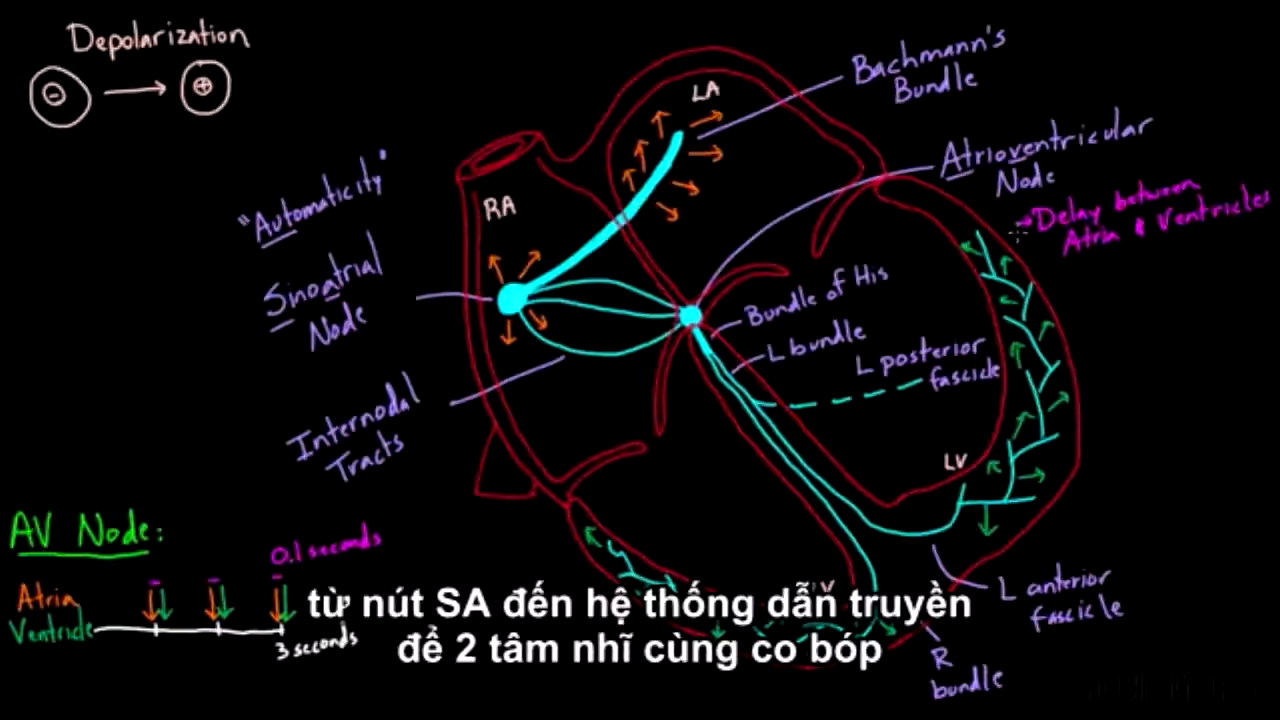 Depolarization
⊖ → ⊕
Bachmann's
Bundle
LA
Atrioventricular
Node
→Delay between
Atria & Ventricles
"Automaticity"
RA
Sinoatrial
Node
Bundle of His
L bundle
L posterior
fascicle
Internodal
Tracts
LV
AV Node:
0.1 seconds
Atria
Ventricle
3 seconds
từ nút SA đến hệ thống dẫn truyền
để 2 tâm nhĩ cùng co bóp
L anterior
fascicle
R
bundle